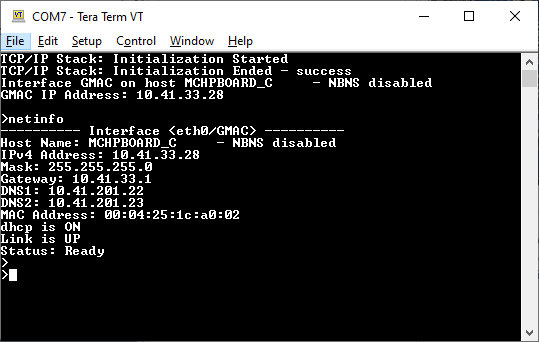 COM7 - Tera Term VT
File Edit Setup Control Window Help
TCP/IP Stack: Initialization Started
TCP/IP Stack: Initialization Ended - success
Interface GMAC on host MCHPBOARD_C     - NBNS disabled
GMAC IP Address: 10.41.33.28
>netinfo
---------- Interface <eth0/GMAC> ----------
Host Name: MCHPBOARD_C     - NBNS disabled
IPv4 Address: 10.41.33.28
Mask: 255.255.255.0
Gateway: 10.41.33.1
DNS1: 10.41.201.22
DNS2: 10.41.201.23
MAC Address: 00:04:25:1c:a0:02
dhcp is ON
Link is UP
Status: Ready
>
>